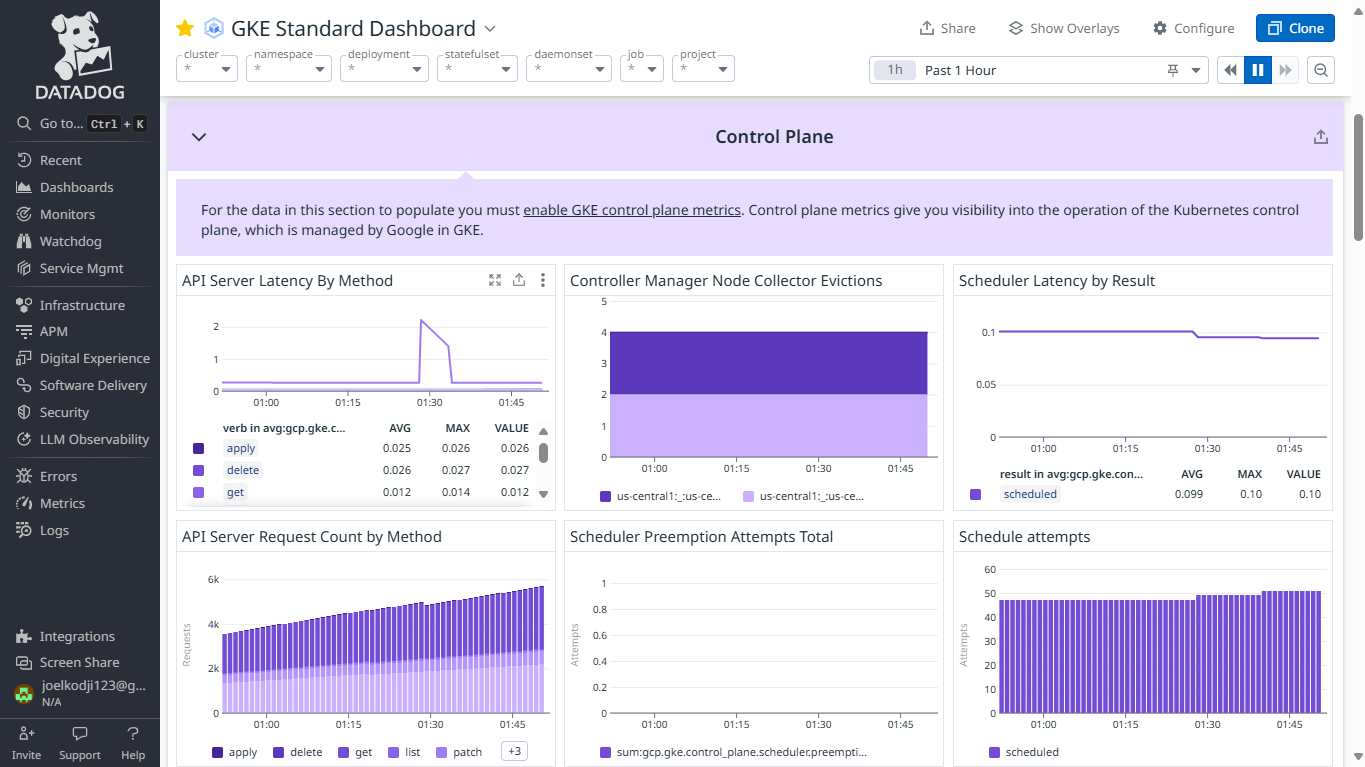 DATADOG
Go to... Ctrl + K
Recent
Dashboards
Monitors
Watchdog
Service Mgmt
Infrastructure
APM
Digital Experience
Software Delivery
Security
LLM Observability
Errors
Metrics
Logs
Integrations
Screen Share
joelkodji123@g...
N/A
Invite Support Help
GKE Standard Dashboard
Share Show Overlays Configure Clone
cluster namespace deployment statefulset daemonset job project
* * * * * * *
1h Past 1 Hour
Control Plane
For the data in this section to populate you must enable GKE control plane metrics. Control plane metrics give you visibility into the operation of the Kubernetes control
plane, which is managed by Google in GKE.
API Server Latency By Method
2
1
0
01:00 01:15 01:30 01:45
verb in avg:gcp.gke.c... AVG MAX VALUE
apply 0.025 0.026 0.026
delete 0.026 0.027 0.027
get 0.012 0.014 0.012
Controller Manager Node Collector Evictions
5
4
3
2
1
0
01:00 01:15 01:30 01:45
us-central1:_:us-ce... us-central1:_:us-ce...
Scheduler Latency by Result
0.1
0.05
0
01:00 01:15 01:30 01:45
result in avg:gcp.gke.con... AVG MAX VALUE
scheduled 0.099 0.10 0.10
API Server Request Count by Method
Requests
6k
4k
2k
0
01:00 01:15 01:30 01:45
apply delete get list patch +3
Scheduler Preemption Attempts Total
Attempts
1
0.8
0.6
0.4
0.2
0
01:00 01:15 01:30 01:45
sum:gcp.gke.control_plane.scheduler.preempti...
Schedule attempts
Attempts
60
50
40
30
20
10
0
01:00 01:15 01:30 01:45
scheduled